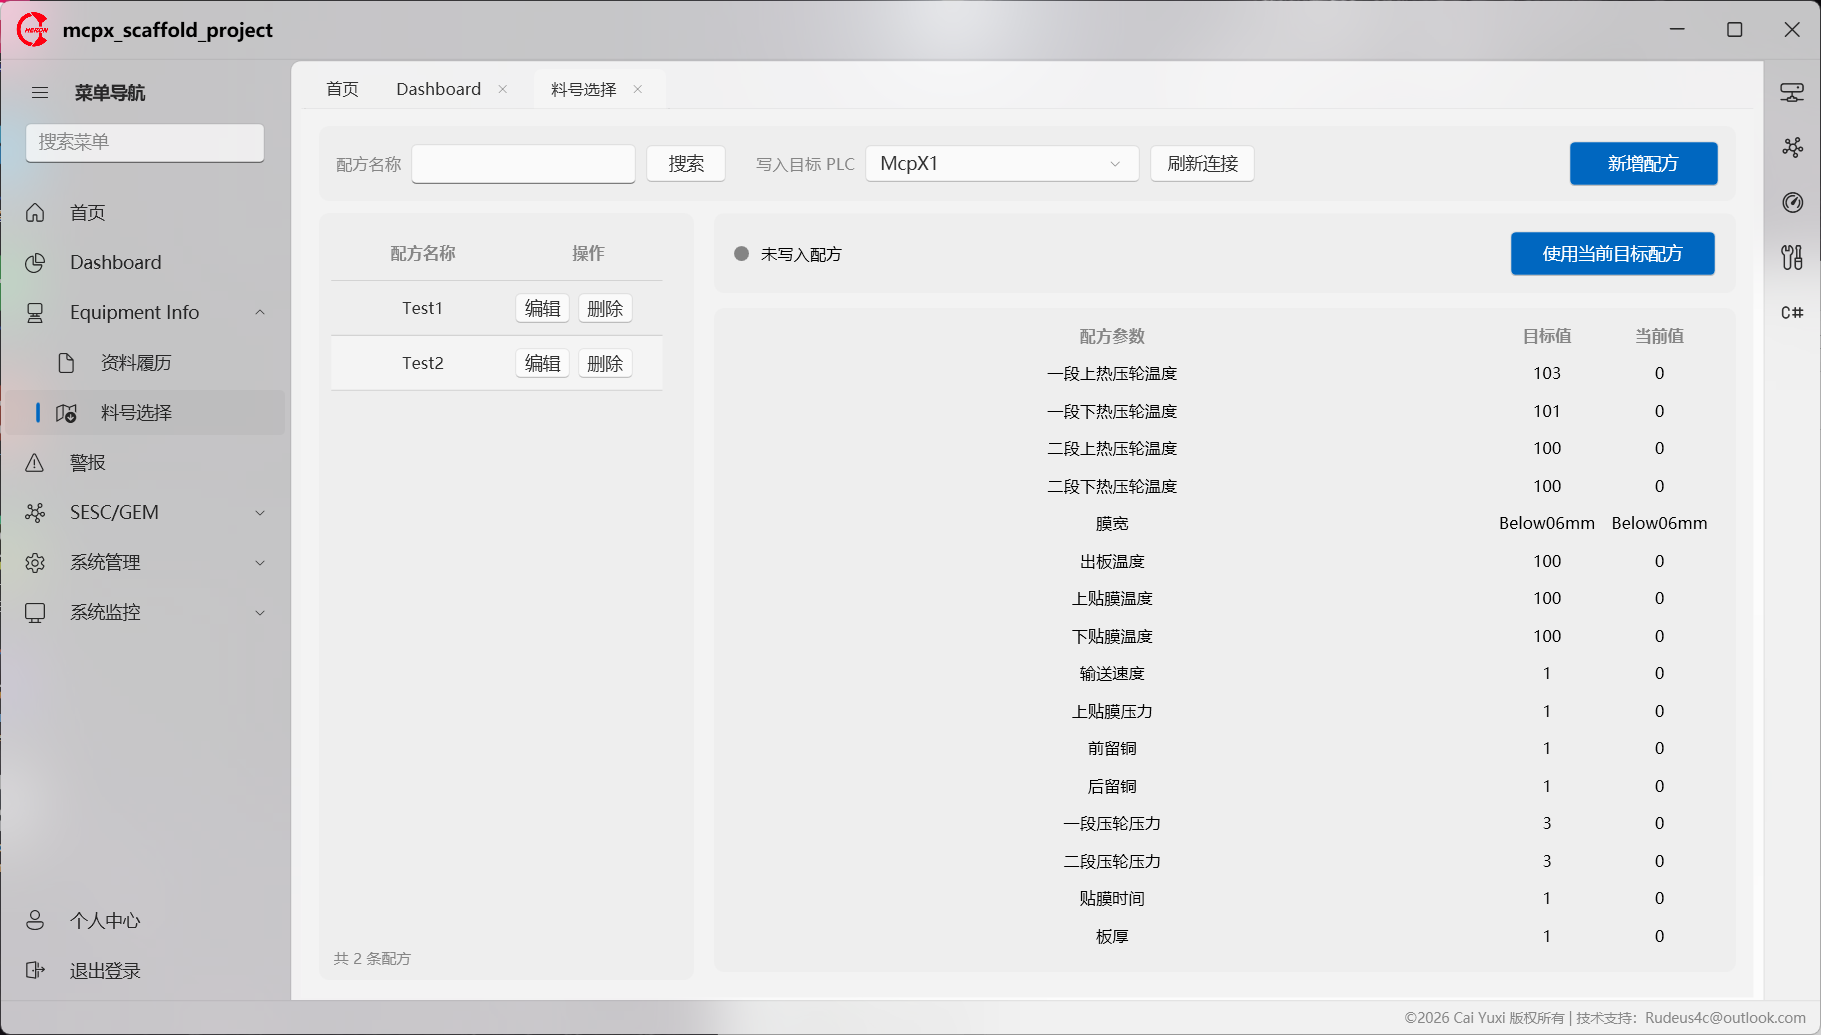 HERON
mcpx_scaffold_project
菜单导航
搜索菜单
首页
Dashboard
Equipment Info
资料履历
料号选择
警报
SESC/GEM
系统管理
系统监控
个人中心
退出登录
首页 Dashboard 料号选择
配方名称 搜索 写入目标 PLC McpX1 刷新连接 新增配方
配方名称 操作
Test1 编辑 删除
Test2 编辑 删除
共 2 条配方
未写入配方 使用当前目标配方
配方参数 目标值 当前值
一段上热压轮温度 103 0
一段下热压轮温度 101 0
二段上热压轮温度 100 0
二段下热压轮温度 100 0
膜宽 Below06mm Below06mm
出板温度 100 0
上贴膜温度 100 0
下贴膜温度 100 0
输送速度 1 0
上贴膜压力 1 0
前留铜 1 0
后留铜 1 0
一段压轮压力 3 0
二段压轮压力 3 0
贴膜时间 1 0
板厚 1 0
C#
©2026 Cai Yuxi 版权所有 | 技术支持：Rudeus4c@outlook.com